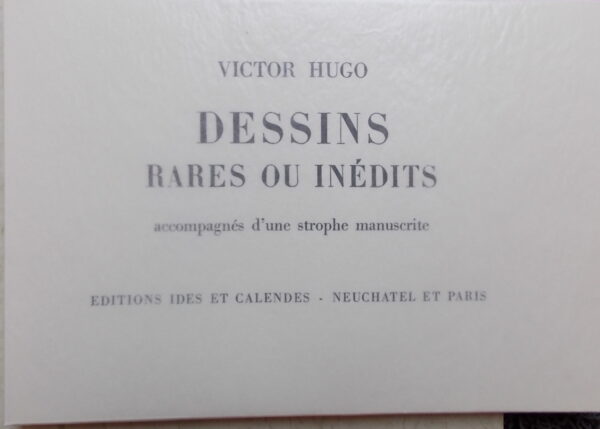 VICTOR HUGO
DESSINS
RARES OU INÉDITS
accompagnés d'une strophe manuscrite
EDITIONS IDES ET CALENDES - NEUCHATEL ET PARIS